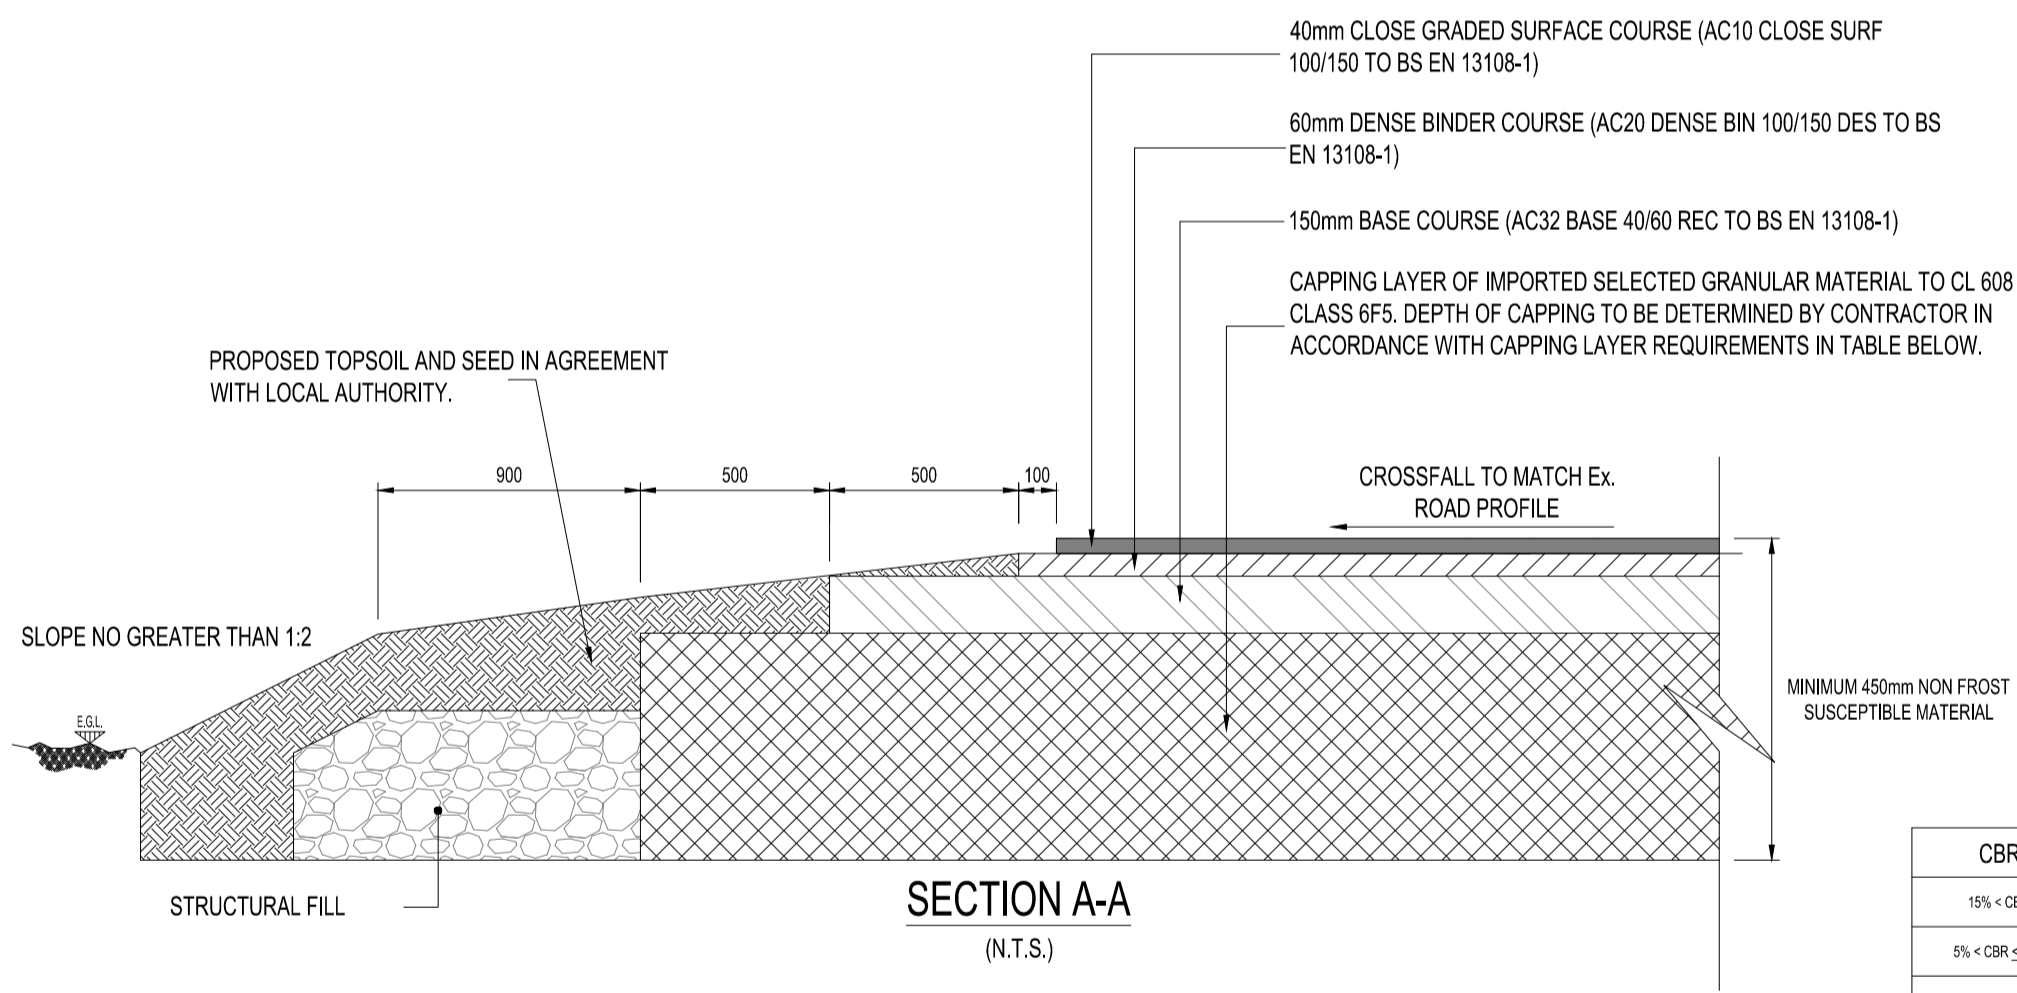 40mm CLOSE GRADED SURFACE COURSE (AC10 CLOSE SURF
100/150 TO BS EN 13108-1)
60mm DENSE BINDER COURSE (AC20 DENSE BIN 100/150 DES TO BS
EN 13108-1)
150mm BASE COURSE (AC32 BASE 40/60 REC TO BS EN 13108-1)
CAPPING LAYER OF IMPORTED SELECTED GRANULAR MATERIAL TO CL 608
CLASS 6F5. DEPTH OF CAPPING TO BE DETERMINED BY CONTRACTOR IN
ACCORDANCE WITH CAPPING LAYER REQUIREMENTS IN TABLE BELOW.
PROPOSED TOPSOIL AND SEED IN AGREEMENT
WITH LOCAL AUTHORITY.
900
500
500
100
CROSSFALL TO MATCH Ex.
ROAD PROFILE
SLOPE NO GREATER THAN 1:2
E.G.L.
MINIMUM 450mm NON FROST
SUSCEPTIBLE MATERIAL
STRUCTURAL FILL
SECTION A-A
(N.T.S.)
CBR
15% < CB
5% < CBR ≤